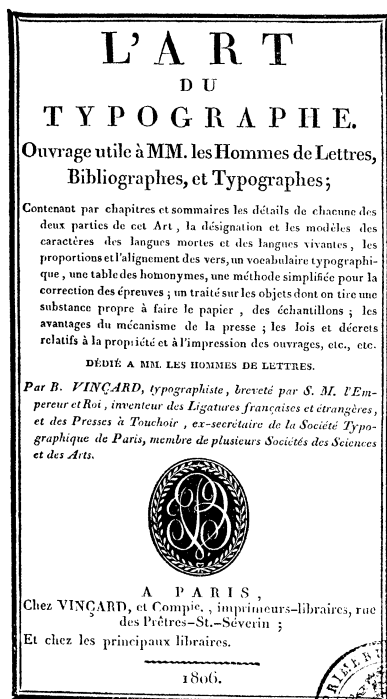 L'ART
DU
TYPOGRAPHE.
Ouvrage utile à MM. les Hommes de Lettres,
Bibliographes, et Typographes;
Contenant par chapitres et sommaires les détails de chacune des
deux parties de cet Art, la désignation et les modèles des
caractères des langues mortes et des langues vivantes, les
proportions et l'alignement des vers, un vocabulaire typographi-
que, une table des homonymes, une méthode simplifiée pour la
correction des épreuves; un traité sur les objets dont on tire une
substance propre à faire le papier, des échantillons; les
avantages du mécanisme de la presse; les lois et décrets
relatifs à la propriété et à l'impression des ouvrages, etc., etc.
DÉDIÉ A MM. LES HOMMES DE LETTRES.
Par B. VINÇARD, typographiste, breveté par S. M. l'Em-
pereur et Roi, inventeur des Ligatures françaises et étrangères,
et des Presses à Touchoir, ex-secrétaire de la Société Typo-
graphique de Paris, membre de plusieurs Sociétés des Sciences
et des Arts.
A PARIS,
Chez VINÇARD, et Compie., imprimeurs-libraires, rue
des Prêtres-St.-Séverin;
Et chez les principaux libraires.
1806.